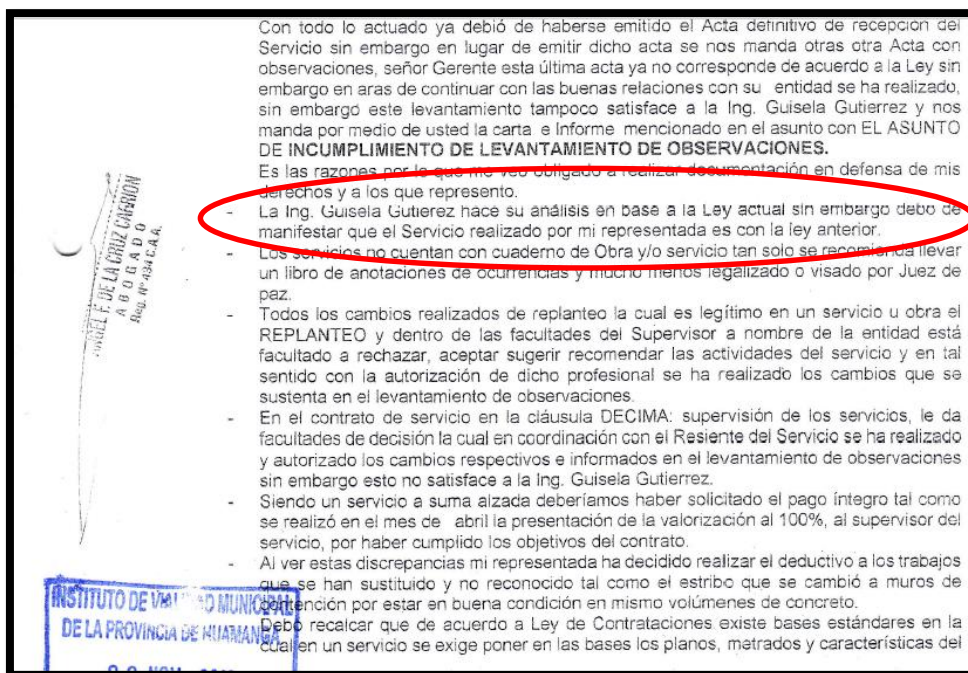 Con todo lo actuado ya debió de haberse emitido el Acta definitivo de recepción del
Servicio sin embargo en lugar de emitir dicho acta se nos manda otras otra Acta con
observaciones, señor Gerente esta última acta ya no corresponde de acuerdo a la Ley sin
embargo en aras de continuar con las buenas relaciones con su entidad se ha realizado,
sin embargo este levantamiento tampoco satisface a la Ing. Guisela Gutierrez y nos
manda por medio de usted la carta e Informe mencionado en el asunto con EL ASUNTO
DE INCUMPLIMIENTO DE LEVANTAMIENTO DE OBSERVACIONES.
Es las razones por lo que me veo obligado a realizar documentación en defensa de mis
derechos y a los que represento.
- La Ing. Guisela Gutierez hace su análisis en base a la Ley actual sin embargo debo de
manifestar que el Servicio realizado por mi representada es con la ley anterior.
- Los servicios no cuentan con cuaderno de Obra y/o servicio tan solo se recomienda llevar
un libro de anotaciones de ocurrencias y mucho menos legalizado o visado por Juez de
paz.
- Todos los cambios realizados de replanteo la cual es legítimo en un servicio u obra el
REPLANTEO y dentro de las facultades del Supervisor a nombre de la entidad está
facultado a rechazar, aceptar sugerir recomendar las actividades del servicio y en tal
sentido con la autorización de dicho profesional se ha realizado los cambios que se
sustenta en el levantamiento de observaciones.
- En el contrato de servicio en la cláusula DECIMA: supervisión de los servicios, le da
facultades de decisión la cual en coordinación con el Resiente del Servicio se ha realizado
y autorizado los cambios respectivos e informados en el levantamiento de observaciones
sin embargo esto no satisface a la Ing. Guisela Gutierrez.
- Siendo un servicio a suma alzada deberíamos haber solicitado el pago íntegro tal como
se realizó en el mes de abril la presentación de la valorización al 100%, al supervisor del
servicio, por haber cumplido los objetivos del contrato.
- Al ver estas discrepancias mi representada ha decidido realizar el deductivo a los trabajos
que se han sustituido y no reconocido tal como el estribo que se cambió a muros de
contención por estar en buena condición en mismo volúmenes de concreto.
Debo recalcar que de acuerdo a Ley de Contrataciones existe bases estándares en la
cual en un servicio se exige poner en las bases los planos, metrados y características del
F. DE LA CRUZ CARRION
ABOGADO
Reg. Nº 434 C.A.A.
INSTITUTO DE MUNICIPAL
DE LA PROVINCIA DE HUAMANGA
NOV